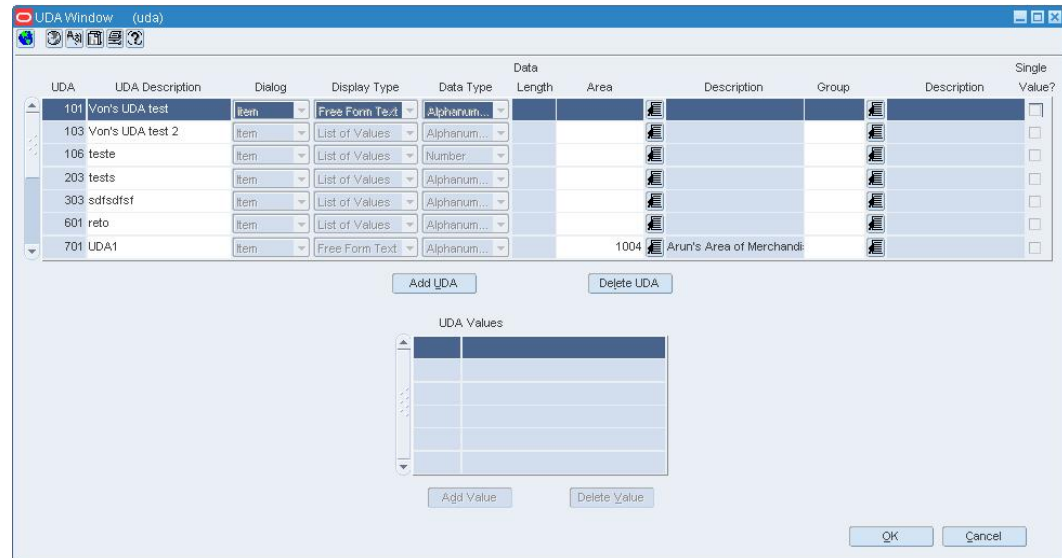 UDA Window (uda)
Data Single
UDA UDA Description Dialog Display Type Data Type Length Area Description Group Description Value?
101 Von's UDA test Item Free Form Text Alphanum...
103 Von's UDA test 2 Item List of Values Alphanum...
106 teste Item List of Values Number
203 tests Item List of Values Alphanum...
303 sdfsdfsf Item List of Values Alphanum...
601 reto Item List of Values Alphanum...
701 UDA1 Item Free Form Text Alphanum... 1004 Arun's Area of Merchandi
Add UDA Delete UDA
UDA Values
Add Value Delete Value
OK Cancel